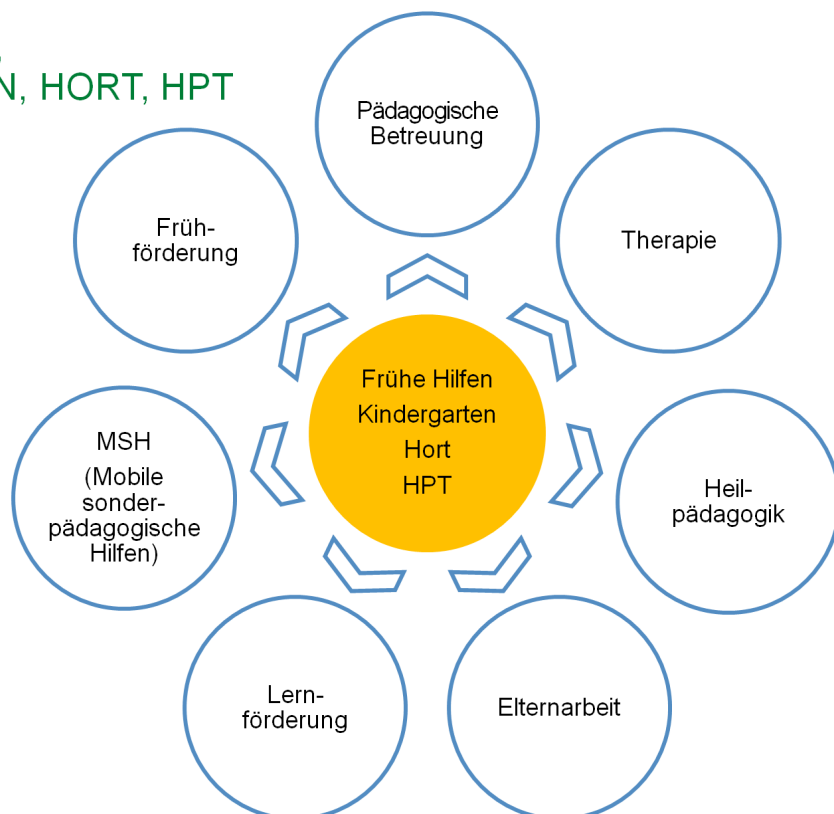 N, HORT, HPT
Pädagogische
Betreuung
Früh-
förderung
Therapie
Frühe Hilfen
Kindergarten
Hort
HPT
MSH
(Mobile
sonder-
pädagogische
Hilfen)
Heil-
pädagogik
Lern-
förderung
Elternarbeit